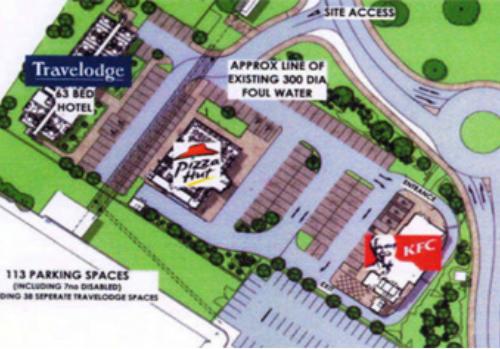 SITE ACCESS
Travelodge
63 BED
HOTEL
APPROX LINE OF
EXISTING 300 DIA
FOUL WATER
Pizza
Hut
ENTRANCE
KFC
EXIT
113 PARKING SPACES
(INCLUDING 7no DISABLED)
DING 38 SEPERATE TRAVELODGE SPACES